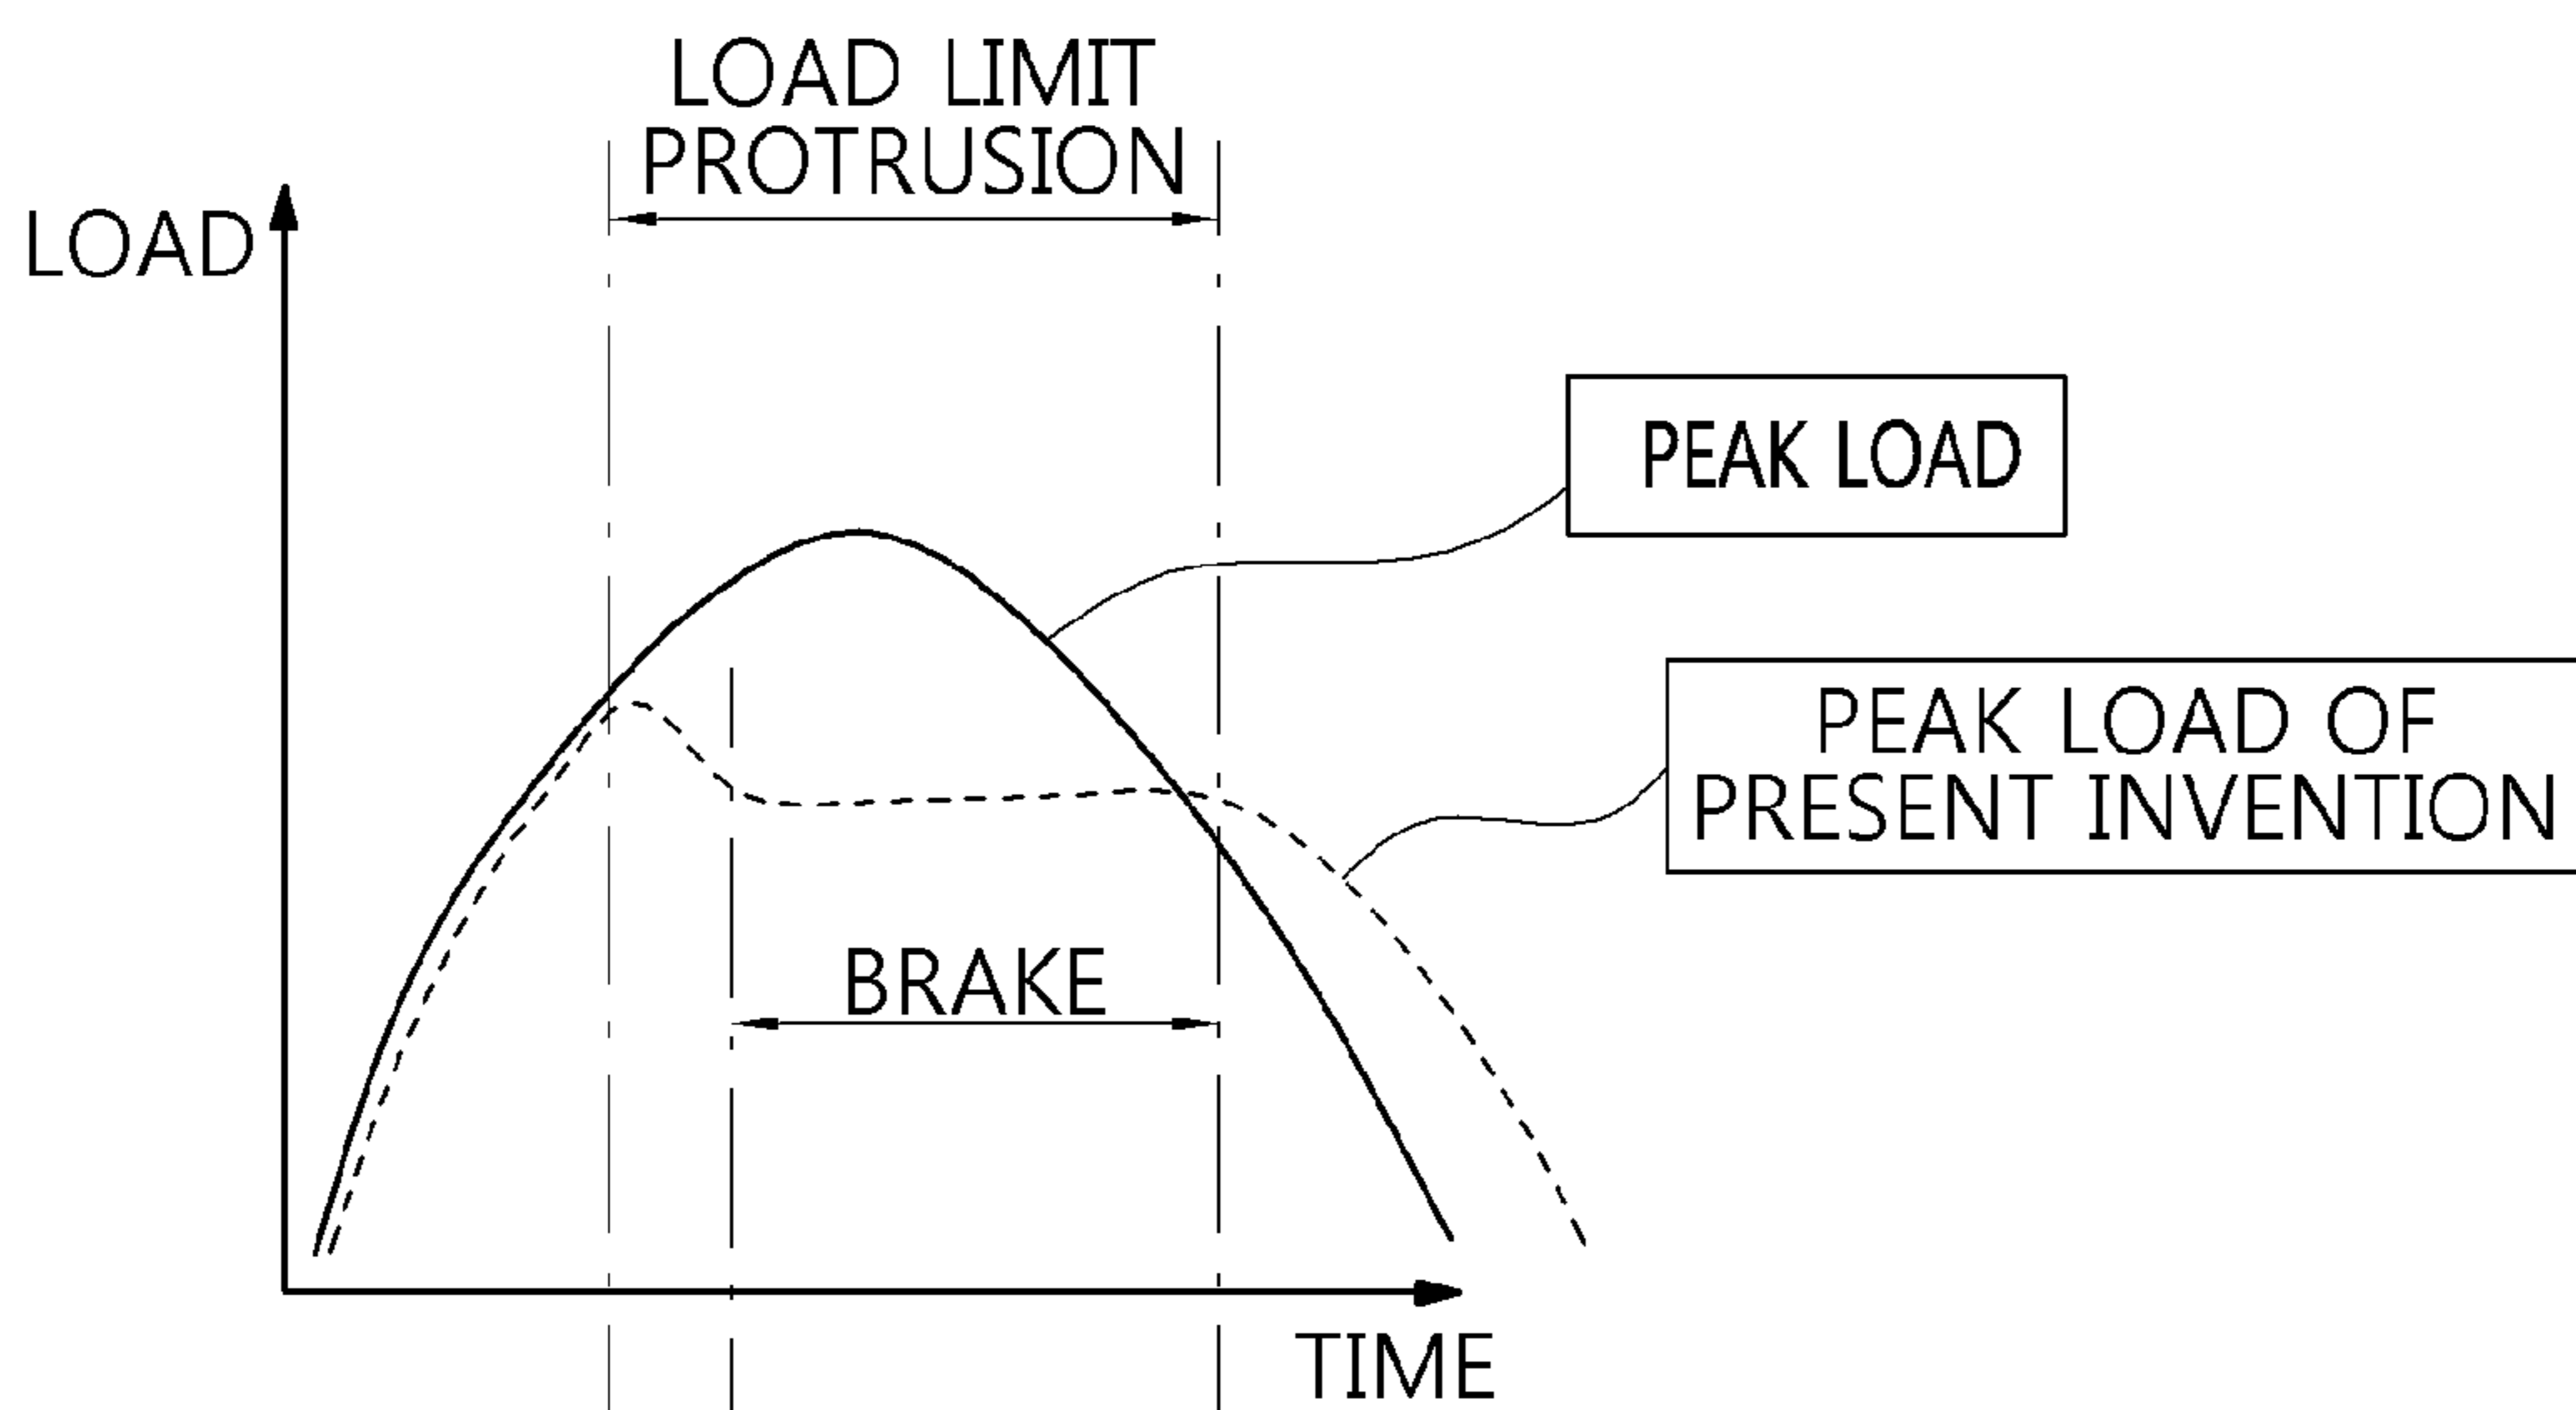 LOAD LIMIT
PROTRUSION
LOAD
PEAK LOAD
PEAK LOAD OF
PRESENT INVENTION
BRAKE
TIME